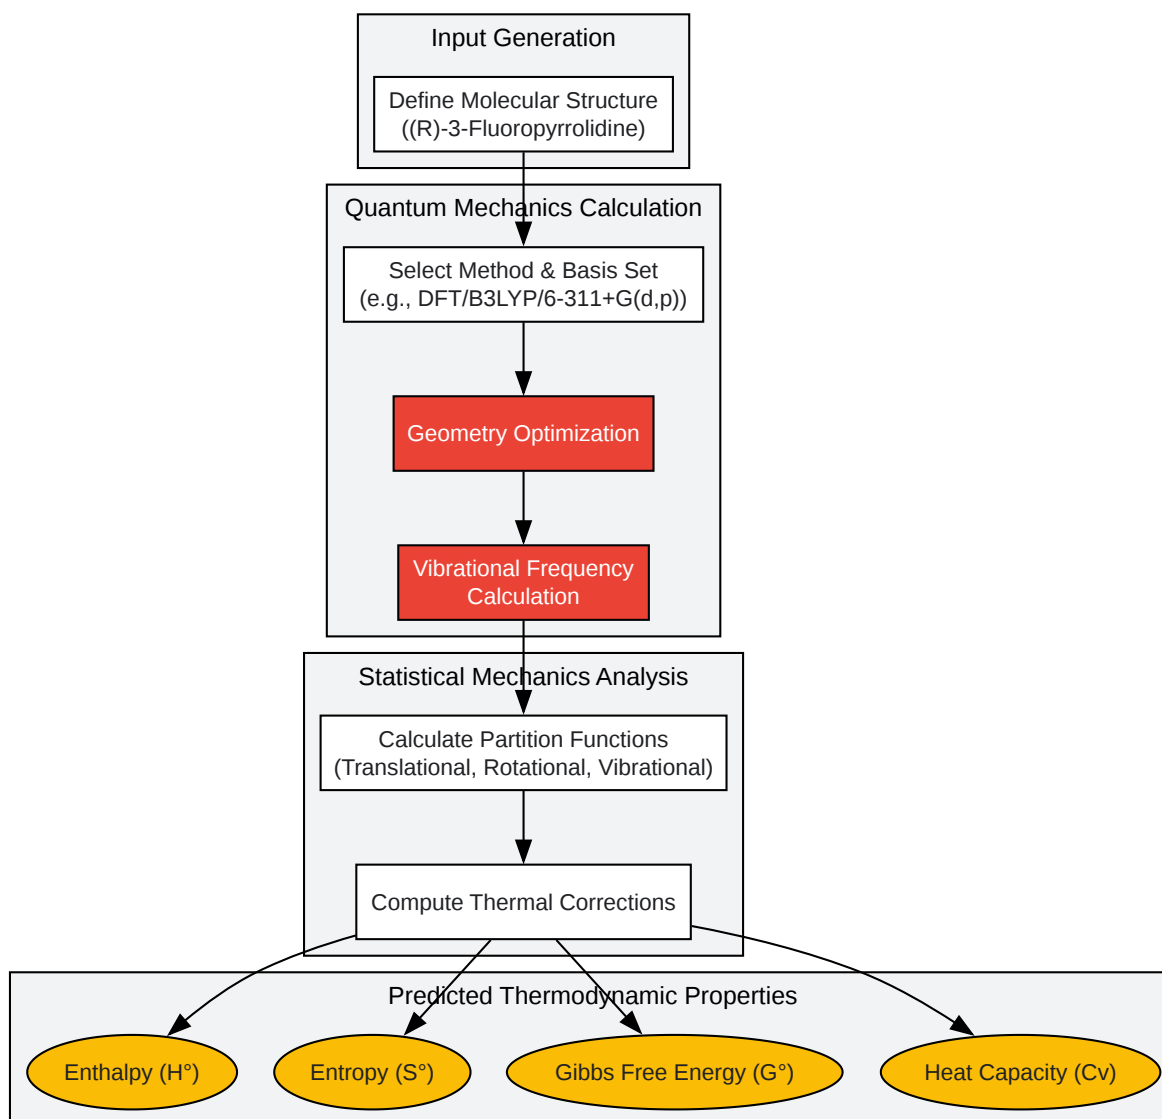 Input Generation
Define Molecular Structure
((R)-3-Fluoropyrrolidine)
Quantum Mechanics Calculation
Select Method & Basis Set
(e.g., DFT/B3LYP/6-311+G(d,p))
Geometry Optimization
Vibrational Frequency
Calculation
Statistical Mechanics Analysis
Calculate Partition Functions
(Translational, Rotational, Vibrational)
Compute Thermal Corrections
Predicted Thermodynamic Properties
Enthalpy (H°)
Entropy (S°)
Gibbs Free Energy (G°)
Heat Capacity (Cv)